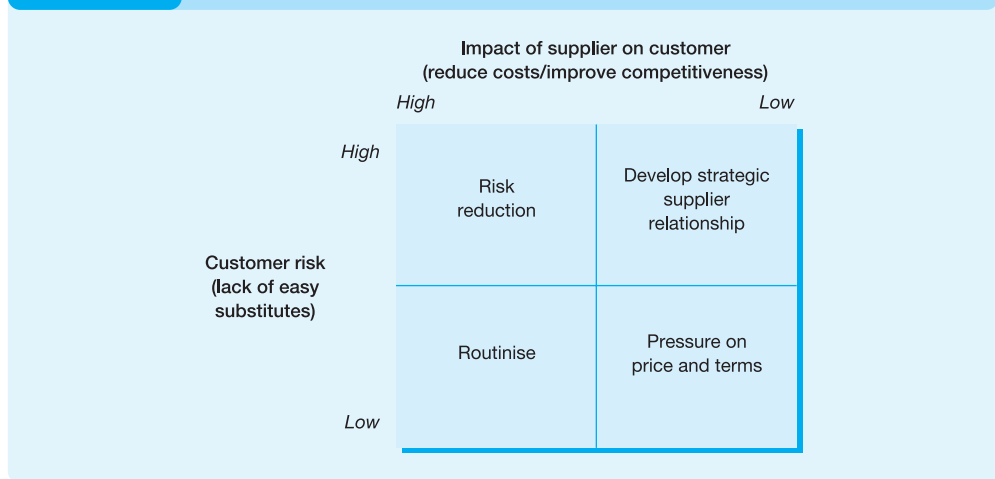 Impact of supplier on customer
(reduce costs/improve competitiveness)
High
Low
High
Risk
reduction
Develop strategic
supplier
relationship
Customer risk
(lack of easy
substitutes)
Routinise
Pressure on
price and terms
Low